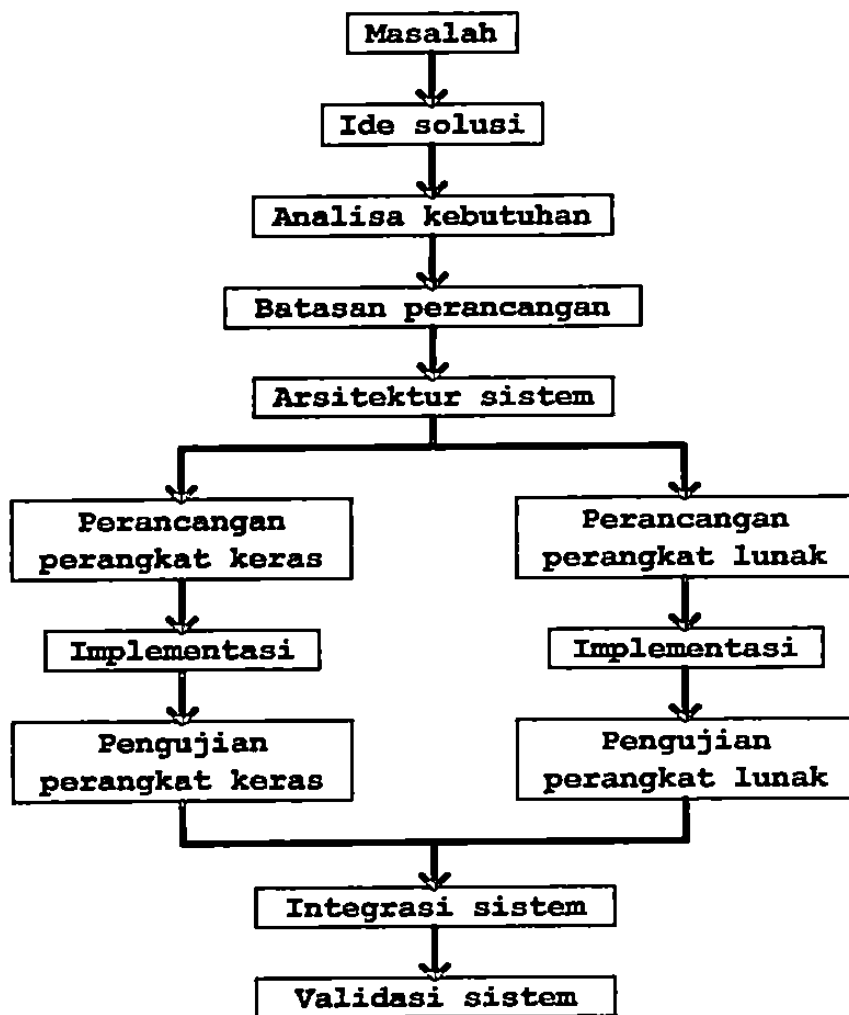 Masalah
Ide solusi
Analisa kebutuhan
Batasan perancangan
Arsitektur sistem
Perancangan
perangkat keras
Perancangan
perangkat lunak
Implementasi
Implementasi
Pengujian
perangkat keras
Pengujian
perangkat lunak
Integrasi sistem
Validasi sistem